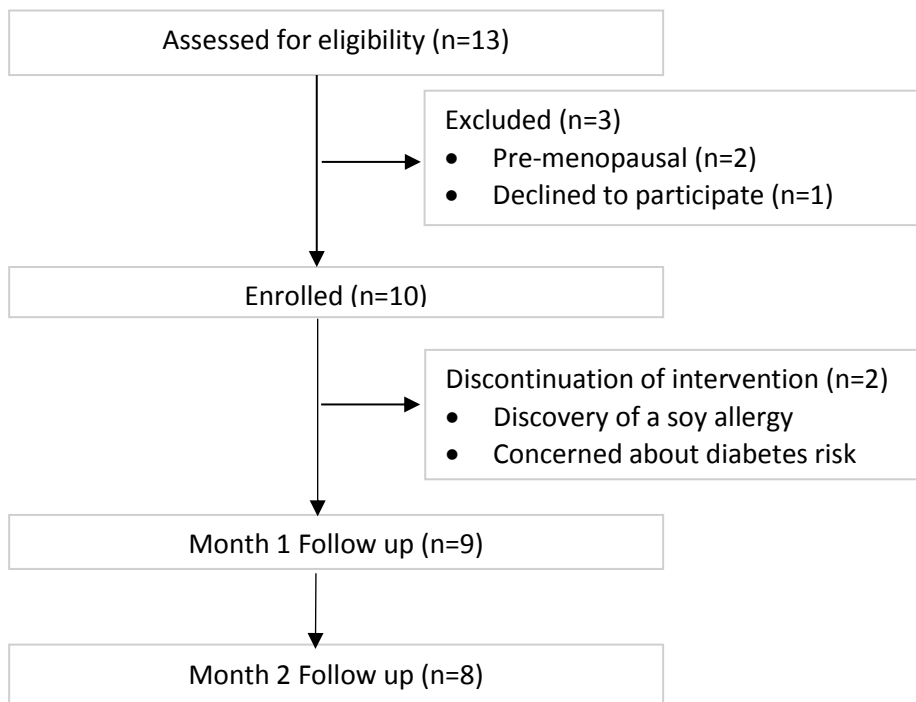 Assessed for eligibility (n=13)
Excluded (n=3)
• Pre-menopausal (n=2)
• Declined to participate (n=1)
Enrolled (n=10)
Discontinuation of intervention (n=2)
• Discovery of a soy allergy
• Concerned about diabetes risk
Month 1 Follow up (n=9)
Month 2 Follow up (n=8)